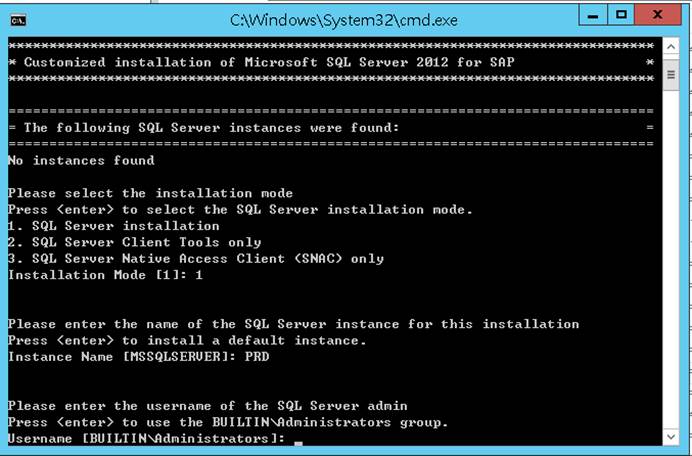 C:\Windows\System32\cmd.exe
*******************************************************************************
* Customized installation of Microsoft SQL Server 2012 for SAP                *
*******************************************************************************
===============================================================================
= The following SQL Server instances were found:                              =
===============================================================================
No instances found
Please select the installation mode
Press <enter> to select the SQL Server installation mode.
1. SQL Server installation
2. SQL Server Client Tools only
3. SQL Server Native Access Client (SNAC) only
Installation Mode [1]: 1
Please enter the name of the SQL Server instance for this installation
Press <enter> to install a default instance.
Instance Name [MSSQLSERVER]: PRD
Please enter the username of the SQL Server admin
Press <enter> to use the BUILTIN\Administrators group.
Username [BUILTIN\Administrators]: _